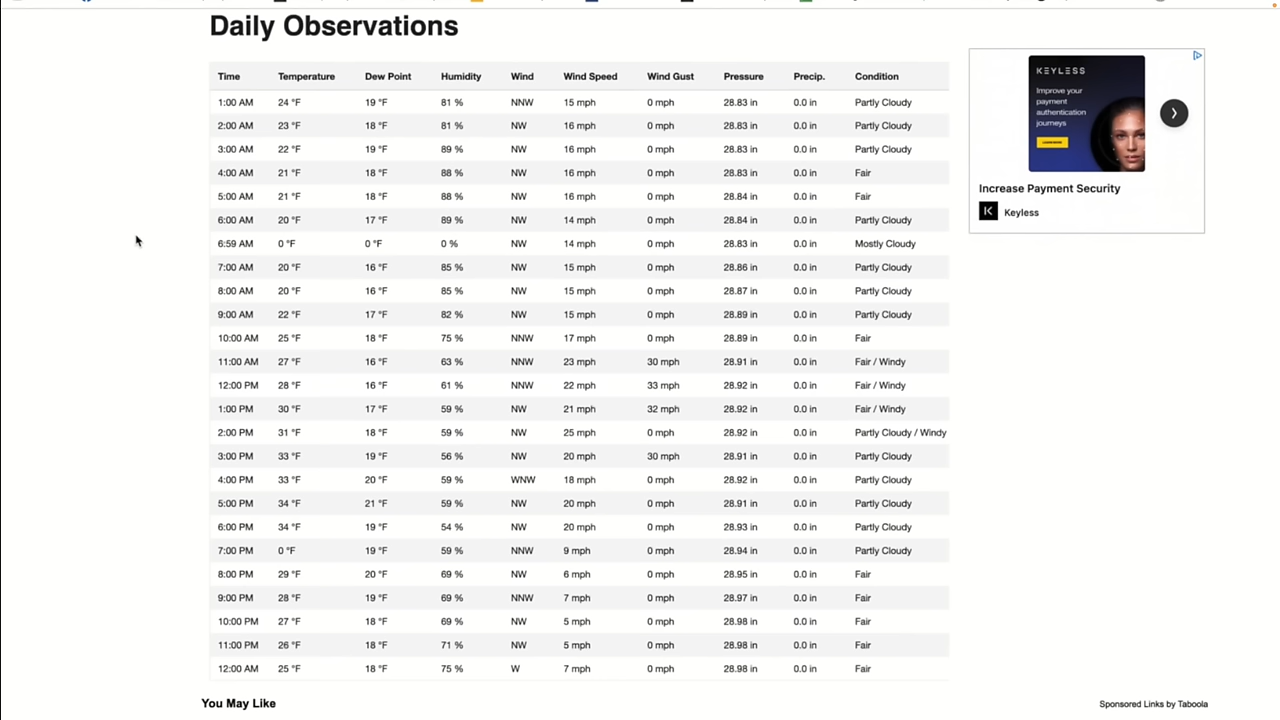 Daily Observations
Time Temperature Dew Point Humidity Wind Wind Speed Wind Gust Pressure Precip. Condition
1:00 AM 24 °F 19 °F 81 % NNW 15 mph 0 mph 28.83 in 0.0 in Partly Cloudy
2:00 AM 23 °F 18 °F 81 % NW 16 mph 0 mph 28.83 in 0.0 in Partly Cloudy
3:00 AM 22 °F 19 °F 89 % NW 16 mph 0 mph 28.83 in 0.0 in Partly Cloudy
4:00 AM 21 °F 18 °F 88 % NW 16 mph 0 mph 28.83 in 0.0 in Fair
5:00 AM 21 °F 18 °F 88 % NW 16 mph 0 mph 28.84 in 0.0 in Fair
6:00 AM 20 °F 17 °F 89 % NW 14 mph 0 mph 28.84 in 0.0 in Partly Cloudy
6:59 AM 0 °F 0 °F 0 % NW 14 mph 0 mph 28.83 in 0.0 in Mostly Cloudy
7:00 AM 20 °F 16 °F 85 % NW 15 mph 0 mph 28.86 in 0.0 in Partly Cloudy
8:00 AM 20 °F 16 °F 85 % NW 15 mph 0 mph 28.87 in 0.0 in Partly Cloudy
9:00 AM 22 °F 17 °F 82 % NW 15 mph 0 mph 28.89 in 0.0 in Partly Cloudy
10:00 AM 25 °F 18 °F 75 % NNW 17 mph 0 mph 28.89 in 0.0 in Fair
11:00 AM 27 °F 16 °F 63 % NNW 23 mph 30 mph 28.91 in 0.0 in Fair / Windy
12:00 PM 28 °F 16 °F 61 % NNW 22 mph 33 mph 28.92 in 0.0 in Fair / Windy
1:00 PM 30 °F 17 °F 59 % NW 21 mph 32 mph 28.92 in 0.0 in Fair / Windy
2:00 PM 31 °F 18 °F 59 % NW 25 mph 0 mph 28.92 in 0.0 in Partly Cloudy / Windy
3:00 PM 33 °F 19 °F 56 % NW 20 mph 30 mph 28.91 in 0.0 in Partly Cloudy
4:00 PM 33 °F 20 °F 59 % WNW 18 mph 0 mph 28.92 in 0.0 in Partly Cloudy
5:00 PM 34 °F 21 °F 59 % NW 20 mph 0 mph 28.91 in 0.0 in Partly Cloudy
6:00 PM 34 °F 19 °F 54 % NW 20 mph 0 mph 28.93 in 0.0 in Partly Cloudy
7:00 PM 0 °F 19 °F 59 % NNW 9 mph 0 mph 28.94 in 0.0 in Partly Cloudy
8:00 PM 29 °F 20 °F 69 % NW 6 mph 0 mph 28.95 in 0.0 in Fair
9:00 PM 28 °F 19 °F 69 % NNW 7 mph 0 mph 28.97 in 0.0 in Fair
10:00 PM 27 °F 18 °F 69 % NW 5 mph 0 mph 28.98 in 0.0 in Fair
11:00 PM 26 °F 18 °F 71 % NW 5 mph 0 mph 28.98 in 0.0 in Fair
12:00 AM 25 °F 18 °F 75 % W 7 mph 0 mph 28.98 in 0.0 in Fair
KEYLESS
Improve your
payment
authentication
journeys
LEARN MORE
Increase Payment Security
Keyless
You May Like
Sponsored Links by Taboola